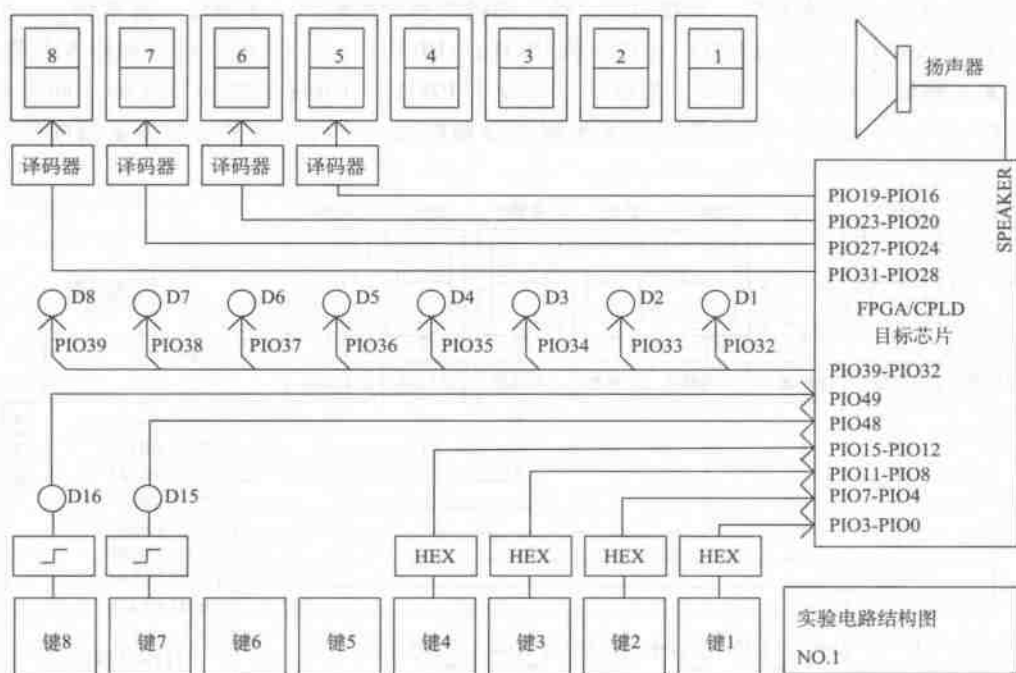 8 7 6 5 4 3 2 1
扬声器
译码器 译码器 译码器 译码器
SPEAKER
PIO19-PIO16
PIO23-PIO20
PIO27-PIO24
PIO31-PIO28
D8 D7 D6 D5 D4 D3 D2 D1
FPGA/CPLD
目标芯片
PIO39 PIO38 PIO37 PIO36 PIO35 PIO34 PIO33 PIO32
PIO39-PIO32
PIO49
PIO48
PIO15-PIO12
PIO11-PIO8
PIO7-PIO4
PIO3-PIO0
D16 D15
HEX HEX HEX HEX
键8 键7 键6 键5 键4 键3 键2 键1
实验电路结构图
NO.1